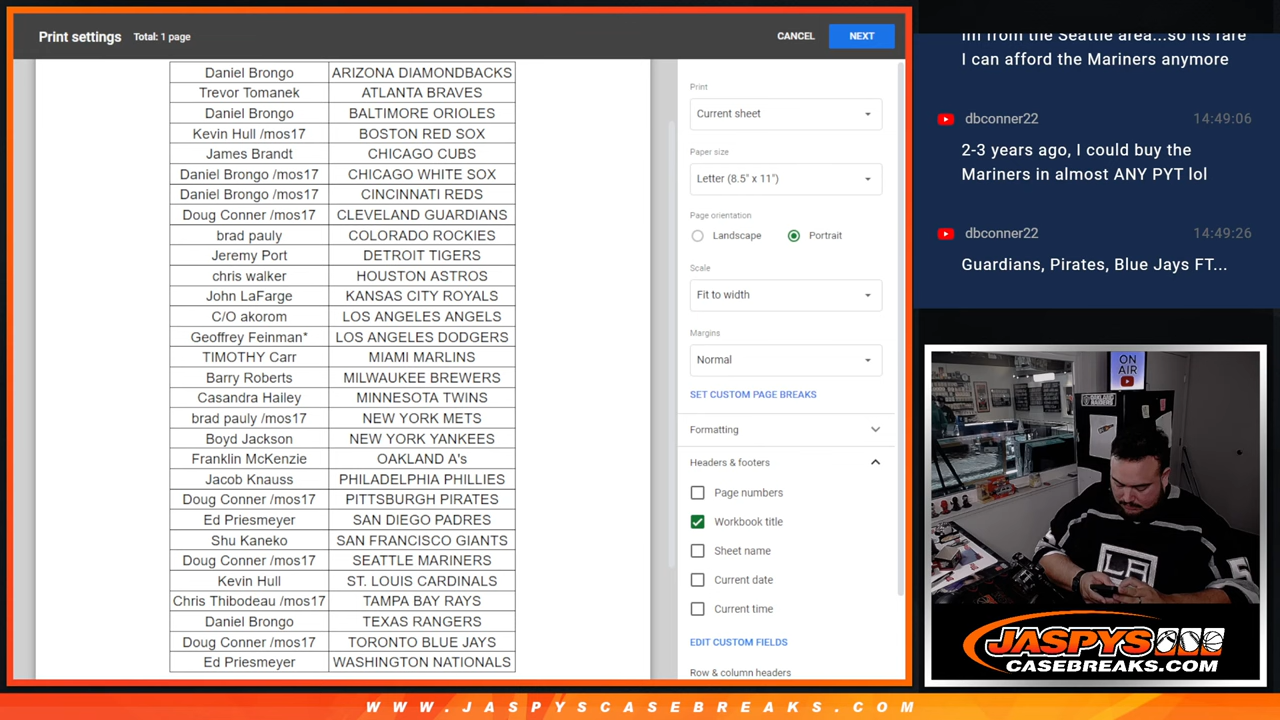 Print settings
Total: 1 page
CANCEL
NEXT
Daniel Brongo ARIZONA DIAMONDBACKS
Trevor Tomanek ATLANTA BRAVES
Daniel Brongo BALTIMORE ORIOLES
Kevin Hull /mos17 BOSTON RED SOX
James Brandt CHICAGO CUBS
Daniel Brongo /mos17 CHICAGO WHITE SOX
Daniel Brongo /mos17 CINCINNATI REDS
Doug Conner /mos17 CLEVELAND GUARDIANS
brad pauly COLORADO ROCKIES
Jeremy Port DETROIT TIGERS
chris walker HOUSTON ASTROS
John LaFarge KANSAS CITY ROYALS
C/O akorom LOS ANGELES ANGELS
Geoffrey Feinman* LOS ANGELES DODGERS
TIMOTHY Carr MIAMI MARLINS
Barry Roberts MILWAUKEE BREWERS
Casandra Hailey MINNESOTA TWINS
brad pauly /mos17 NEW YORK METS
Boyd Jackson NEW YORK YANKEES
Franklin McKenzie OAKLAND A's
Jacob Knauss PHILADELPHIA PHILLIES
Doug Conner /mos17 PITTSBURGH PIRATES
Ed Priesmeyer SAN DIEGO PADRES
Shu Kaneko SAN FRANCISCO GIANTS
Doug Conner /mos17 SEATTLE MARINERS
Kevin Hull ST. LOUIS CARDINALS
Chris Thibodeau /mos17 TAMPA BAY RAYS
Daniel Brongo TEXAS RANGERS
Doug Conner /mos17 TORONTO BLUE JAYS
Ed Priesmeyer WASHINGTON NATIONALS
Print
Current sheet
Paper size
Letter (8.5" x 11")
Page orientation
Landscape
Portrait
Scale
Fit to width
Margins
Normal
SET CUSTOM PAGE BREAKS
Formatting
Headers & footers
Page numbers
Workbook title
Sheet name
Current date
Current time
EDIT CUSTOM FIELDS
Row & column headers
Im from the Seattle area...so its rare
I can afford the Mariners anymore
dbconner22 14:49:06
2-3 years ago, I could buy the
Mariners in almost ANY PYT lol
dbconner22 14:49:26
Guardians, Pirates, Blue Jays FT...
ON
AIR
LA
JASPYS
CASEBREAKS.COM
WWW.JASPYSCASEBREAKS.COM